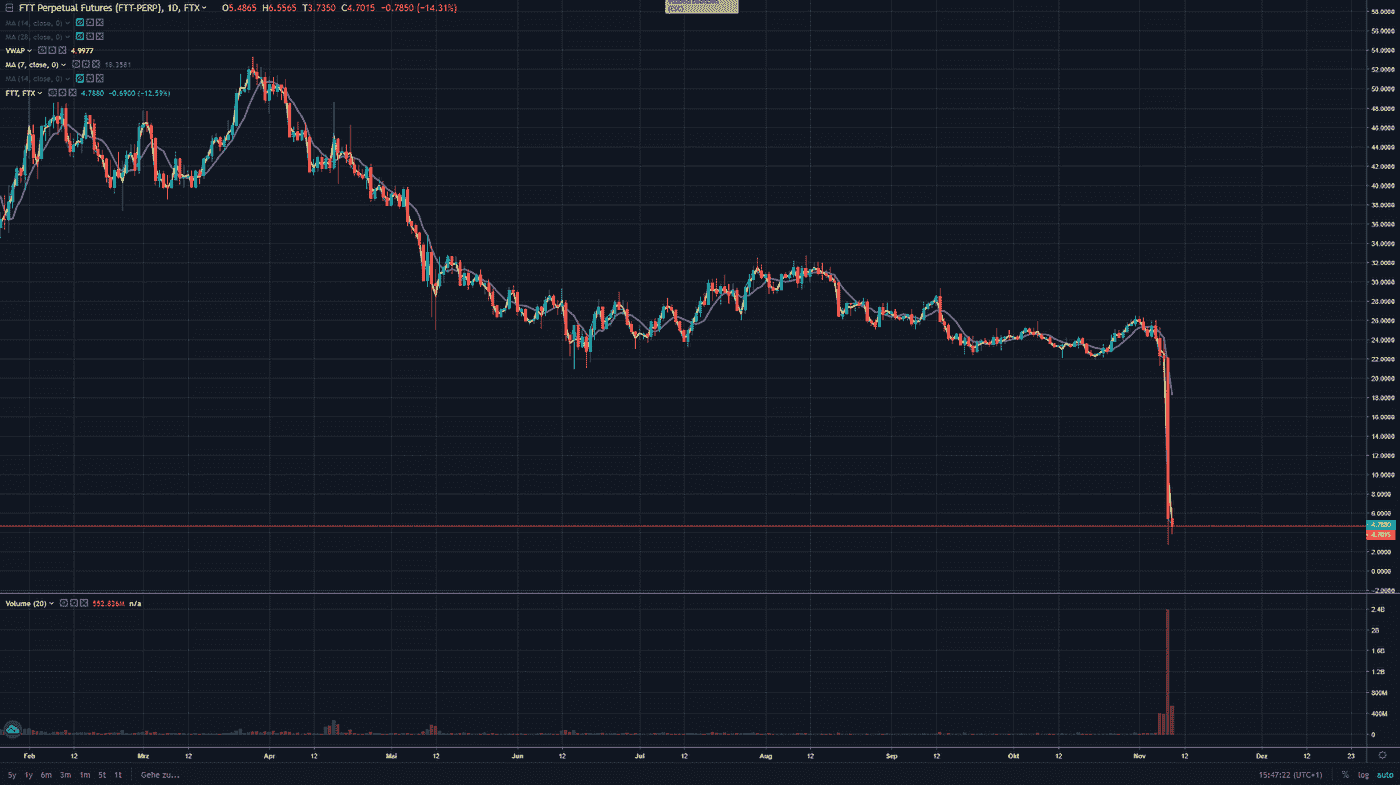 FTT Perpetual Futures (FTT-PERP), 1D, FTX O5.4865 H6.5565 T3.7350 C4.7015 −0.7850 (−14.31%)
MA (14, close, 0)
MA (28, close, 0)
VWAP 4.9977
MA (7, close, 0) 18.3581
MA (14, close, 0)
FTT, FTX 4.7880 −0.6900 (−12.59%)
58.0000
56.0000
54.0000
52.0000
50.0000
48.0000
46.0000
44.0000
42.0000
40.0000
38.0000
36.0000
34.0000
32.0000
30.0000
28.0000
26.0000
24.0000
22.0000
20.0000
18.0000
16.0000
14.0000
12.0000
10.0000
8.0000
6.0000
4.7880
4.7015
2.0000
0.0000
-2.0000
Volume (20) 552.836M n/a
2.4B
2B
1.6B
1.2B
800M
400M
0
Feb 12 Mrz 12 Apr 12 Mai 12 Jun 12 Jul 12 Aug 12 Sep 12 Okt 12 Nov 12 Dez 12 23
5y 1y 6m 3m 1m 5t 1t Gehe zu... 15:47:22 (UTC+1) % log auto